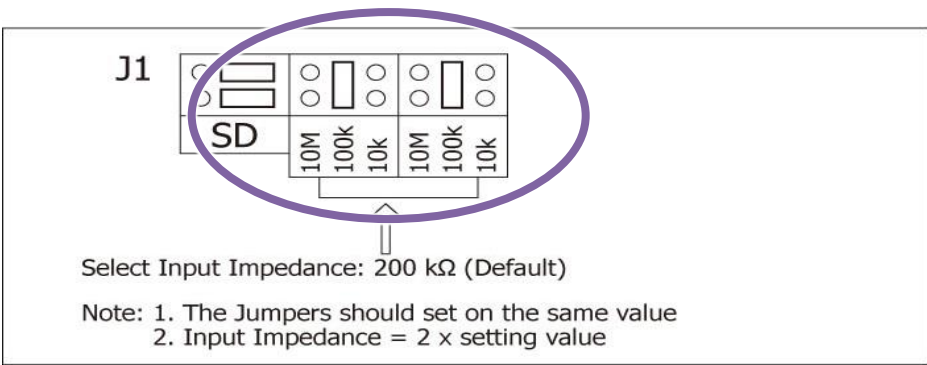 J1
SD
10M 100k 10k 10M 100k 10k
Select Input Impedance: 200 kΩ (Default)
Note: 1. The Jumpers should set on the same value
2. Input Impedance = 2 x setting value